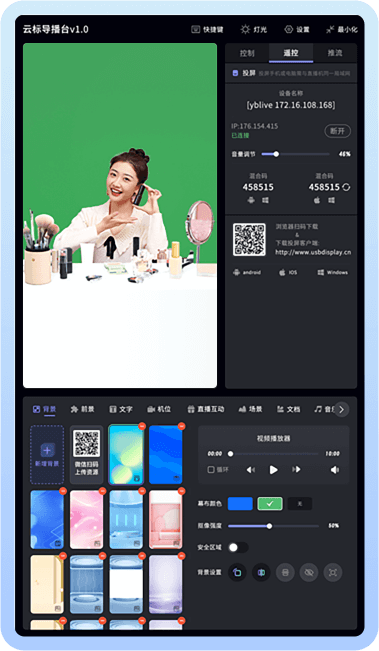 云标导播台v1.0
快捷键
灯光
设置
最小化
控制
遥控
推流
投屏
设备名称
[yblive 172.16.108.168]
IP:176.154.415
已连接
断开
音量调节
46%
混合码
混合码
458515
458515
浏览器扫码下载
&
下载投屏客户端:
http://www.usbdisplay.cn
android
iOS
Windows
背景
前景
文字
机位
直播互动
场景
文档
新增背景
微信扫码
上传资源
视频播放器
00:00
10:00
循环
幕布颜色
抠像强度
50%
安全区域
背景设置